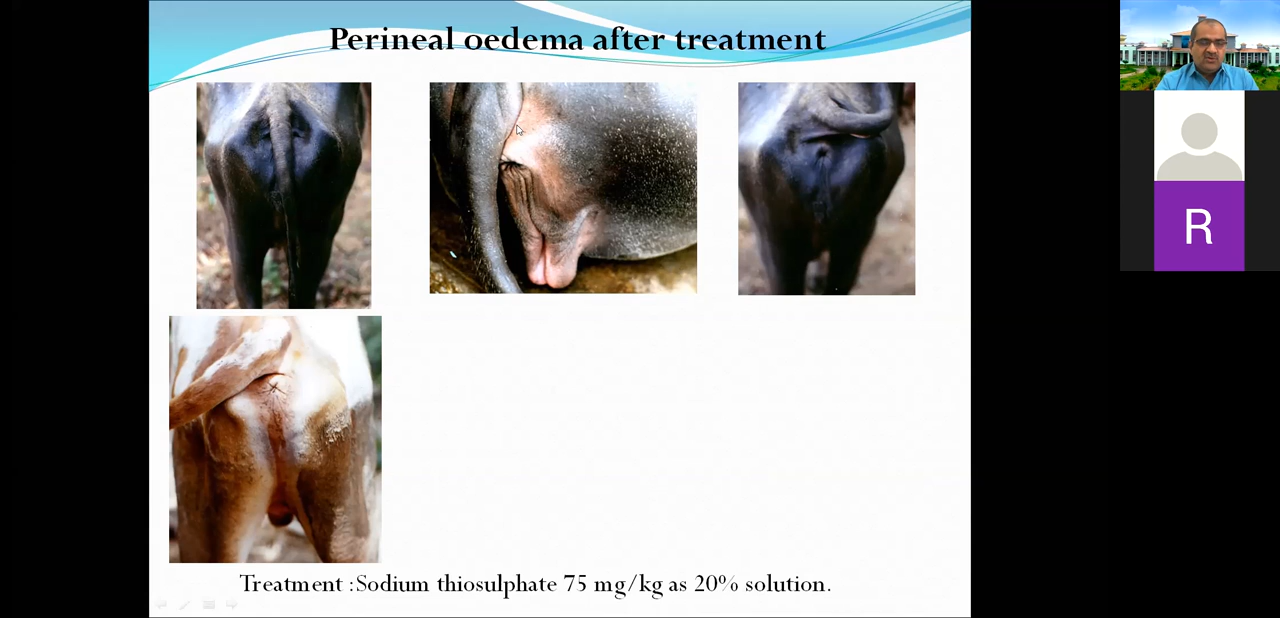 Perineal oedema after treatment
R
Treatment :Sodium thiosulphate 75 mg/kg as 20% solution.